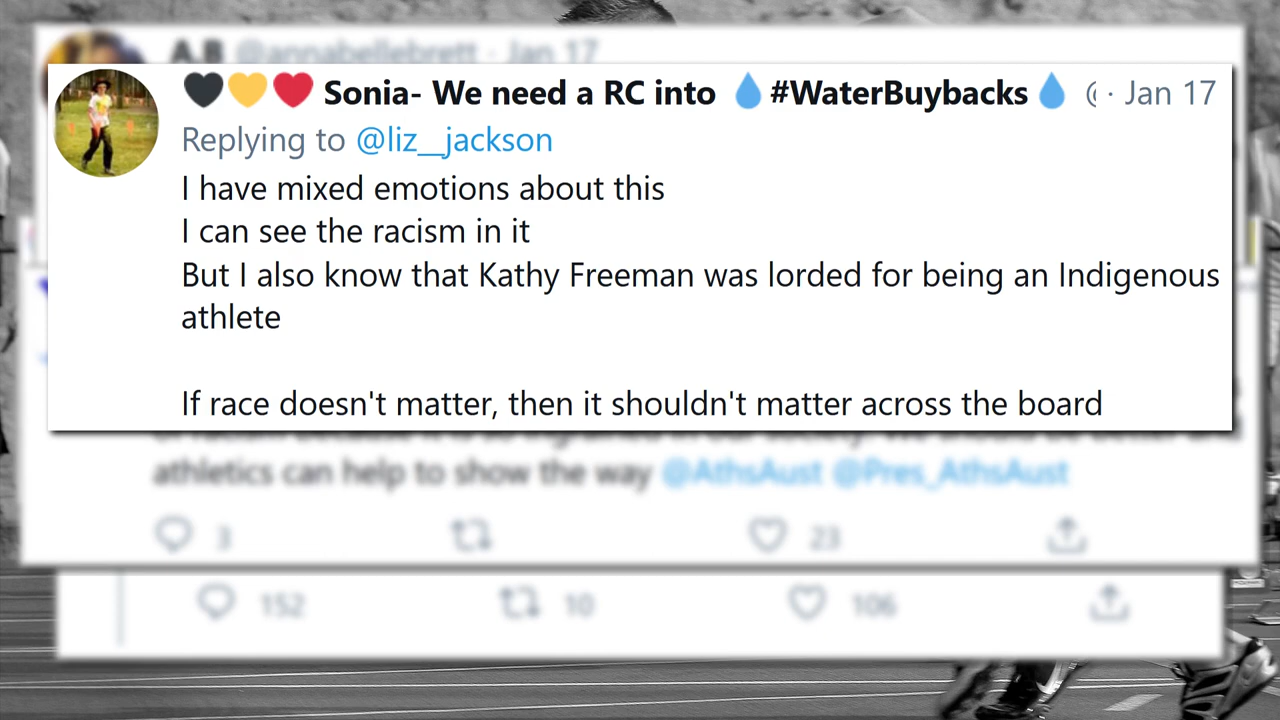 A.B @annabellebrett · Jan 17
🖤💛❤️ Sonia- We need a RC into 💧#WaterBuybacks💧 @ · Jan 17
Replying to @liz__jackson
I have mixed emotions about this
I can see the racism in it
But I also know that Kathy Freeman was lorded for being an Indigenous
athlete
If race doesn't matter, then it shouldn't matter across the board
athletics can help to show the way @AthsAust @Pres_AthsAust
3 23
152 10 106